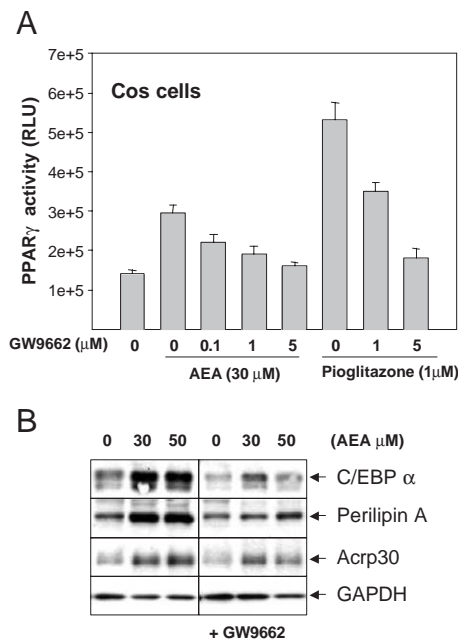 A
7e+5
6e+5
5e+5
4e+5
3e+5
2e+5
1e+5
PPARγ activity (RLU)
Cos cells
GW9662 (μM) 0 0 0.1 1 5 0 1 5
AEA (30 μM) Pioglitazone (1μM)
B
0 30 50 0 30 50 (AEA μM)
C/EBP α
Perilipin A
Acrp30
GAPDH
+ GW9662